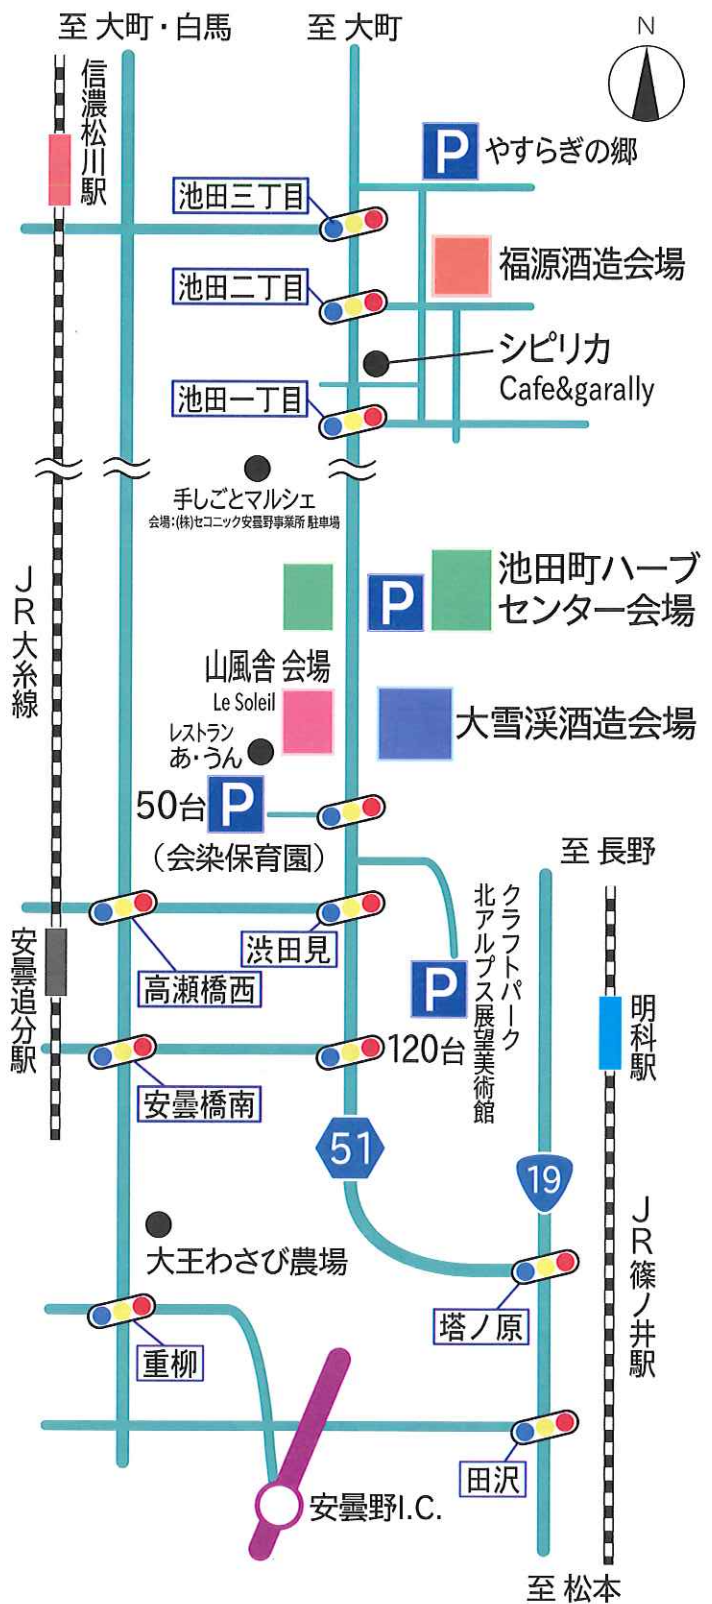 至 大町・白馬
至 大町
N
信濃松川駅
P
やすらぎの郷
池田三丁目
福源酒造会場
池田二丁目
シピリカ
Cafe&garally
池田一丁目
手しごとマルシェ
会場:(株)セコニック安曇野事業所 駐車場
JR大糸線
P
池田町ハーブ
センター会場
山風舎 会場
Le Soleil
大雪渓酒造会場
レストラン
あ・うん
50台
P
(会染保育園)
至 長野
渋田見
高瀬橋西
安曇追分駅
クラフトパーク
北アルプス展望美術館
P
120台
明科駅
安曇橋南
51
19
大王わさび農場
JR篠ノ井駅
塔ノ原
重柳
田沢
安曇野I.C.
至 松本